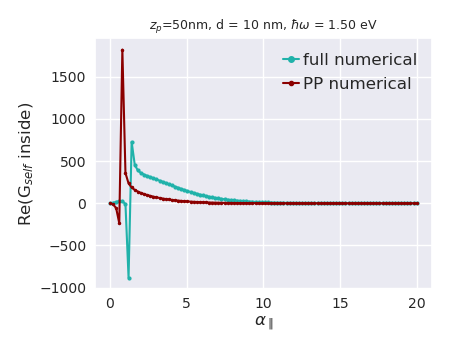 z_p=50nm, d = 10 nm, ℏω = 1.50 eV
full numerical
PP numerical
Re(G_self inside)
1500
1000
500
0
−500
−1000
0 5 10 15 20
α_∥